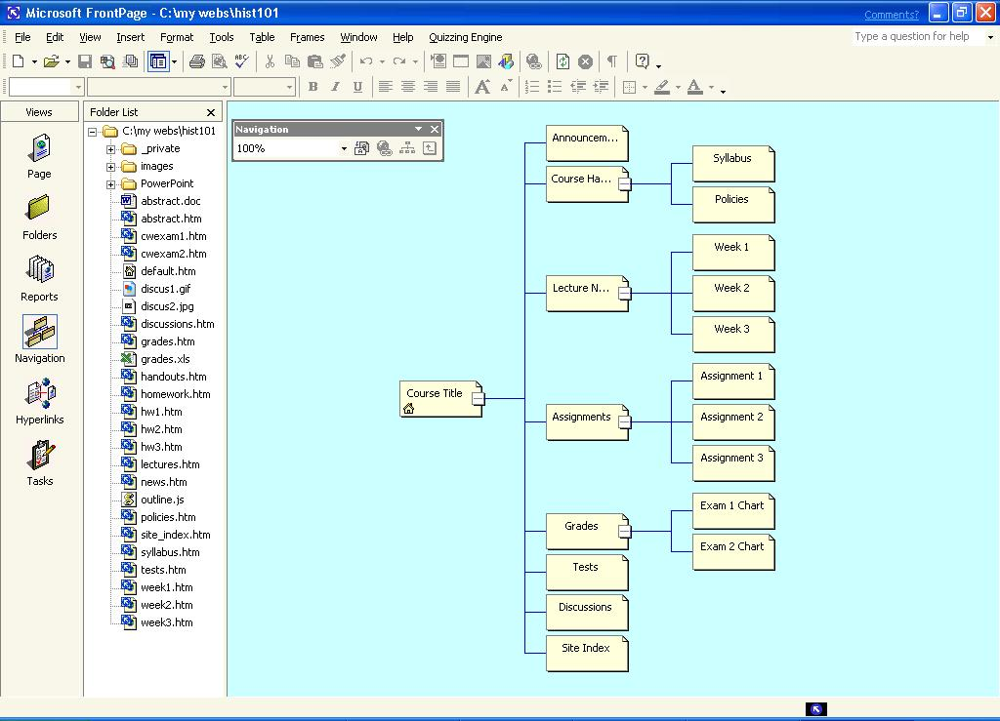 Microsoft FrontPage - C:\my webs\hist101
Comments?
File Edit View Insert Format Tools Table Frames Window Help Quizzing Engine
Type a question for help
ABC
B I U
A A
A
Views
Page
Folders
Reports
Navigation
Hyperlinks
Tasks
Folder List
C:\my webs\hist101
_private
images
PowerPoint
abstract.doc
abstract.htm
cwexam1.htm
cwexam2.htm
default.htm
discus1.gif
discus2.jpg
discussions.htm
grades.htm
grades.xls
handouts.htm
homework.htm
hw1.htm
hw2.htm
hw3.htm
lectures.htm
news.htm
outline.js
policies.htm
site_index.htm
syllabus.htm
tests.htm
week1.htm
week2.htm
week3.htm
Navigation
100%
Course Title
Announcem...
Course Ha...
Syllabus
Policies
Lecture N...
Week 1
Week 2
Week 3
Assignments
Assignment 1
Assignment 2
Assignment 3
Grades
Exam 1 Chart
Exam 2 Chart
Tests
Discussions
Site Index